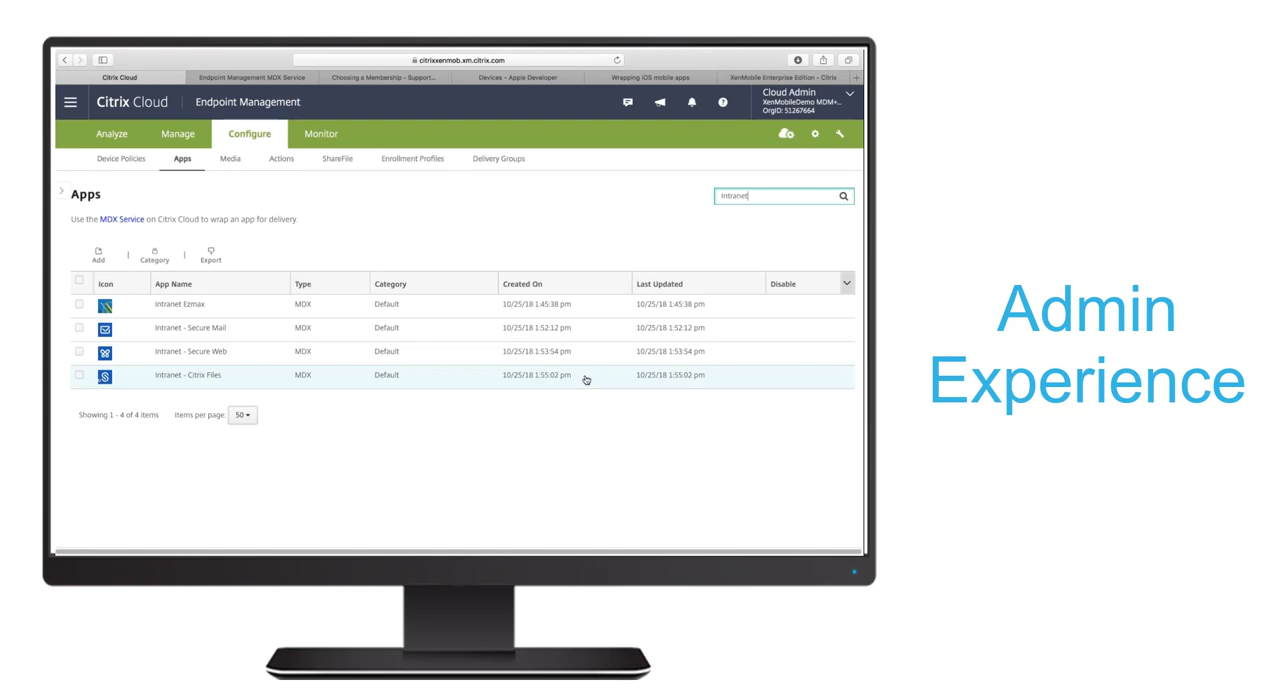 citrixxenmob.xm.citrix.com
Citrix Cloud Endpoint Management MDX Service Choosing a Membership - Support... Devices - Apple Developer Wrapping iOS mobile apps XenMobile Enterprise Edition - Citrix +
Citrix Cloud Endpoint Management
Cloud Admin
XenMobileDemo MDM+...
OrgID: 51267664
Analyze Manage Configure Monitor
Device Policies Apps Media Actions ShareFile Enrollment Profiles Delivery Groups
Apps
Intranet
Use the MDX Service on Citrix Cloud to wrap an app for delivery.
Add | Category | Export
Icon App Name Type Category Created On Last Updated Disable
Intranet Ezmax MDX Default 10/25/18 1:45:38 pm 10/25/18 1:45:38 pm
Intranet - Secure Mail MDX Default 10/25/18 1:52:12 pm 10/25/18 1:52:12 pm
Intranet - Secure Web MDX Default 10/25/18 1:53:54 pm 10/25/18 1:53:54 pm
Intranet - Citrix Files MDX Default 10/25/18 1:55:02 pm 10/25/18 1:55:02 pm
Showing 1 - 4 of 4 items Items per page: 50
Admin
Experience